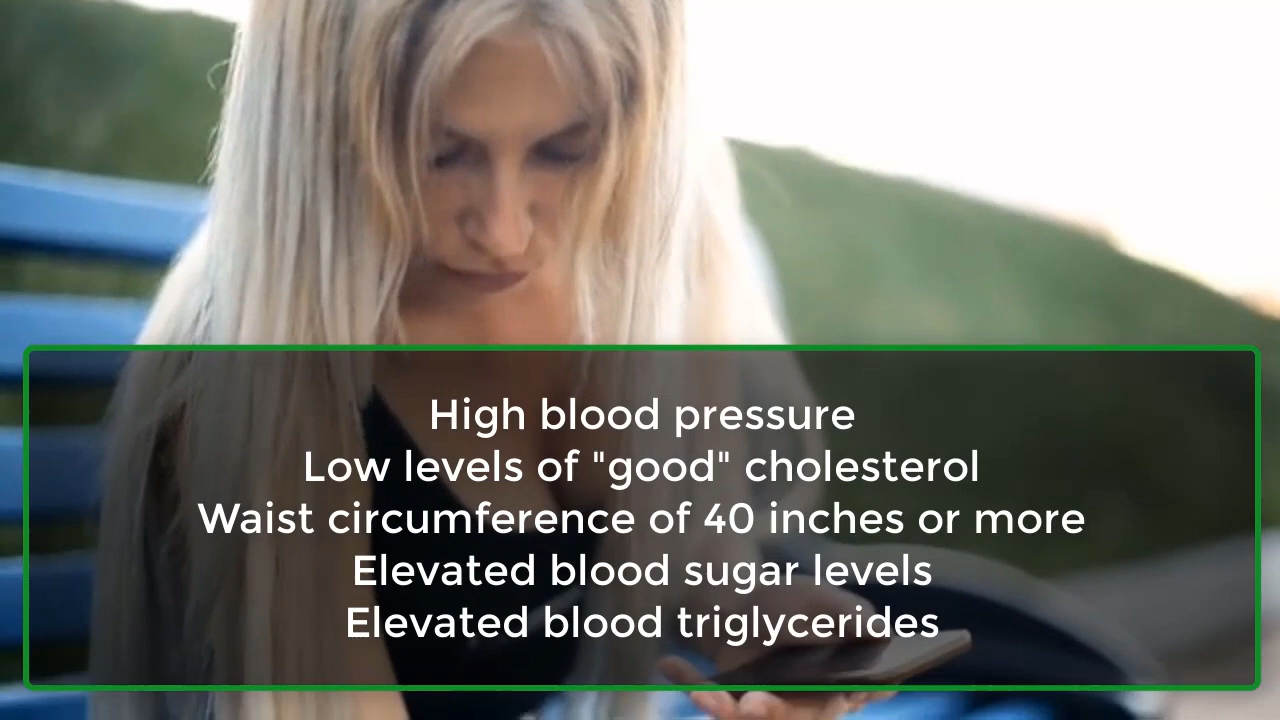 High blood pressure
Low levels of "good" cholesterol
Waist circumference of 40 inches or more
Elevated blood sugar levels
Elevated blood triglycerides